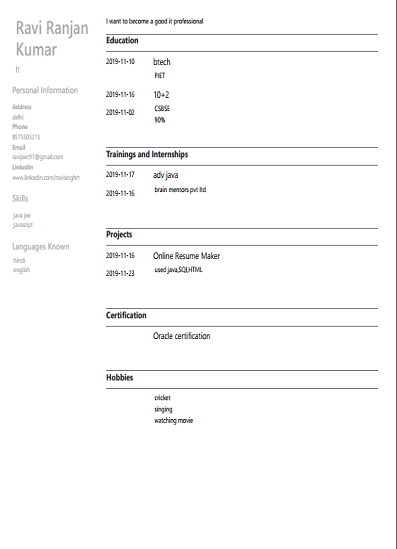 Ravi Ranjan
Kumar
It
Personal Information
Address
delhi
Phone
8575505215
Email
ravijget97@gmail.com
LinkedIn
www.linkedin.com/ravisinghrt
Skills
java jee
javasript
Languages Known
hindi
english
I want to become a good it professional
Education
2019-11-10 btech
PIET
2019-11-16 10+2
2019-11-02 CSBSE
90%
Trainings and Internships
2019-11-17 adv java
2019-11-16 brain mentors pvt ltd
Projects
2019-11-16 Online Resume Maker
2019-11-23 used java,SQl,HTML
Certification
Oracle certification
Hobbies
cricket
singing
watching movie